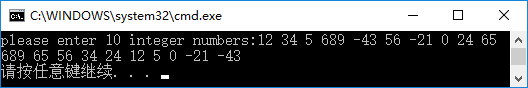 C:\WINDOWS\system32\cmd.exe
please enter 10 integer numbers:12 34 5 689 -43 56 -21 0 24 65
689 65 56 34 24 12 5 0 -21 -43
请按任意键继续. . .